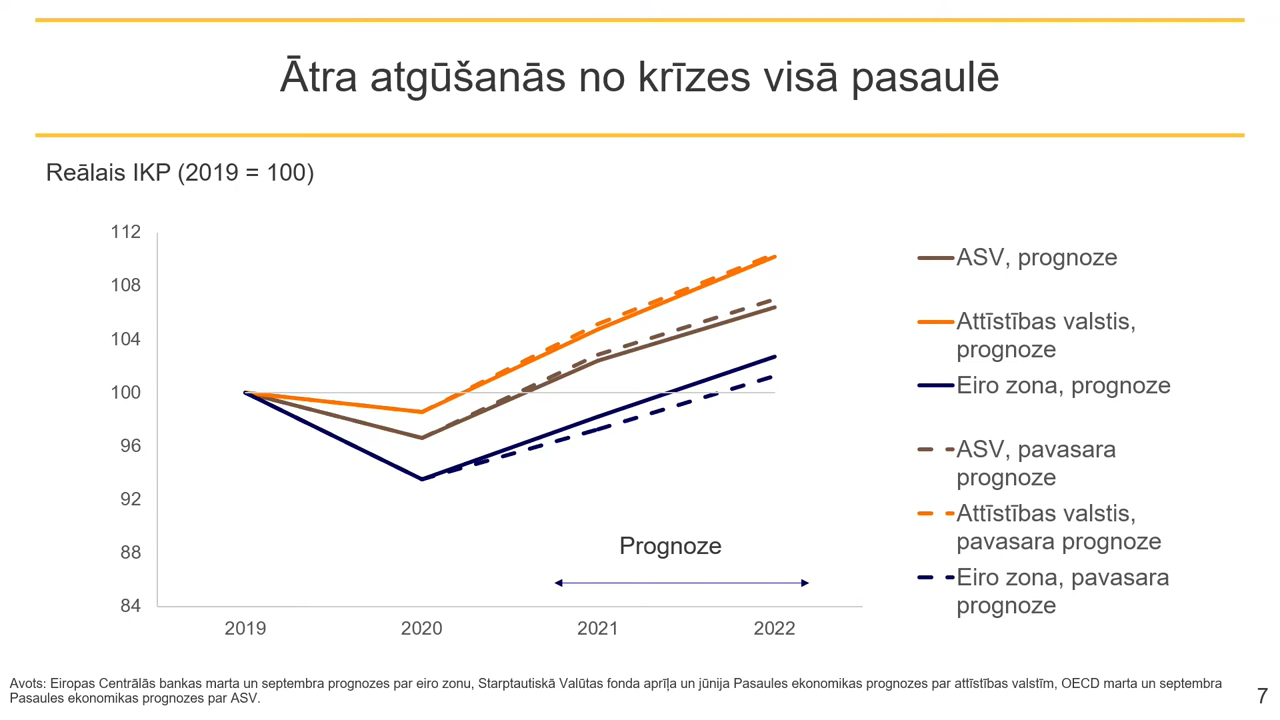 Ātra atgūšanās no krīzes visā pasaulē
Reālais IKP (2019 = 100)
112
108
104
100
96
92
88
84
2019 2020 2021 2022
Prognoze
ASV, prognoze
Attīstības valstis,
prognoze
Eiro zona, prognoze
ASV, pavasara
prognoze
Attīstības valstis,
pavasara prognoze
Eiro zona, pavasara
prognoze
Avots: Eiropas Centrālās bankas marta un septembra prognozes par eiro zonu, Starptautiskā Valūtas fonda aprīļa un jūnija Pasaules ekonomikas prognozes par attīstības valstīm, OECD marta un septembra
Pasaules ekonomikas prognozes par ASV.
7